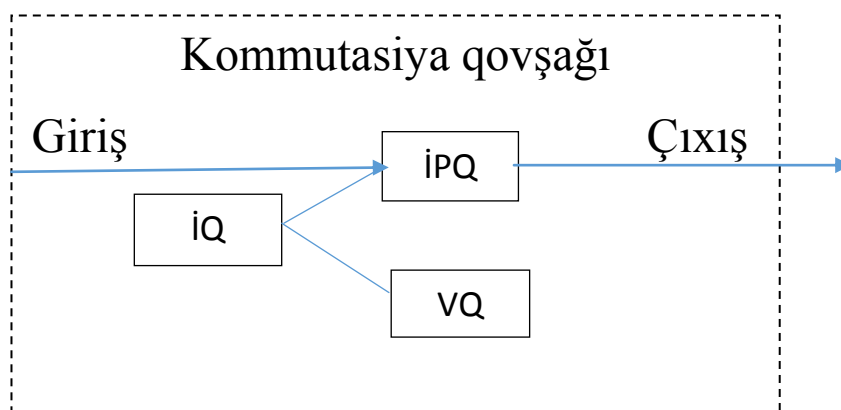 Kommutasiya qovşağı
Giriş
Çıxış
İPQ
İQ
VQ